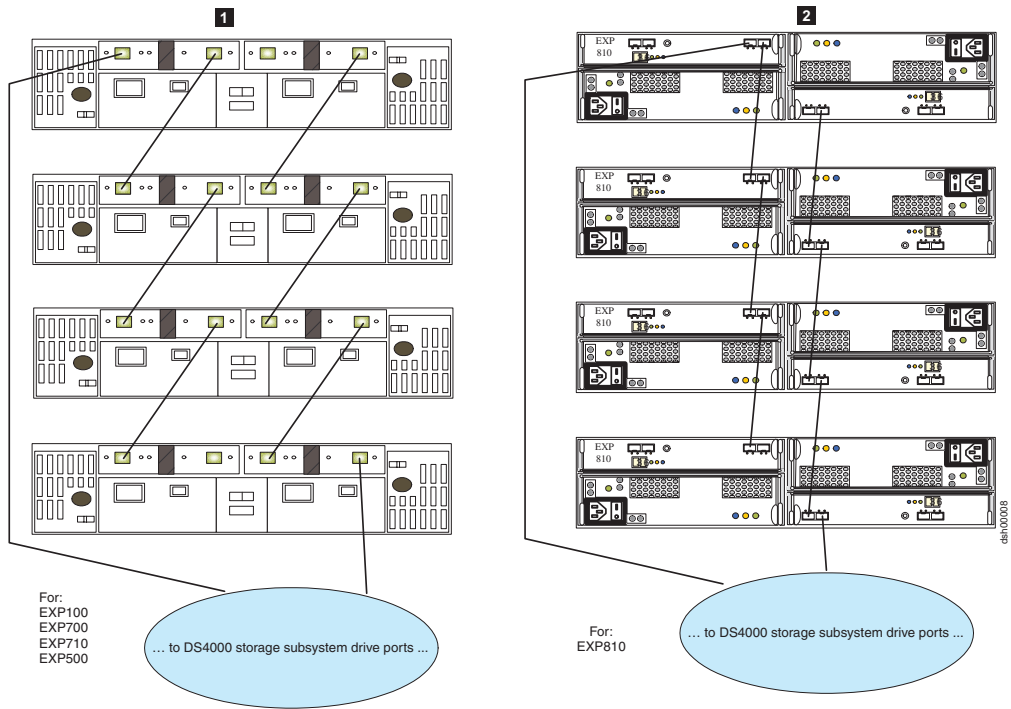 1
2
EXP
810
EXP
810
EXP
810
EXP
810
dsh00008
For:
EXP100
EXP700
EXP710
EXP500
... to DS4000 storage subsystem drive ports ...
For:
EXP810
... to DS4000 storage subsystem drive ports ...